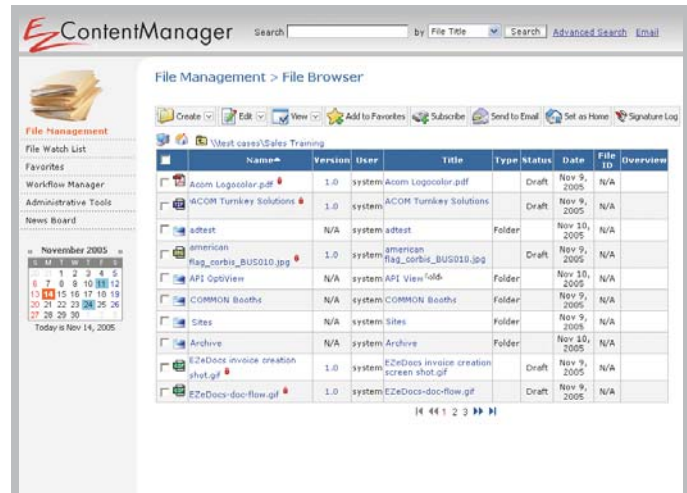 EZContentManager
Search by File Title Search Advanced Search Email
File Management > File Browser
Create Edit View Add to Favorites Subscribe Send to Email Set as Home Signature Log
File Management
File Watch List
Favorites
Workflow Manager
Administrative Tools
News Board
\\test cases\Sales Training
Name Version User Title Type Status Date File ID Overview
Acom Logocolor.pdf 1.0 system Acom Logocolor.pdf Draft Nov 9, 2005 N/A
ACOM Turnkey Solutions 1.0 system ACOM Turnkey Solutions Draft Nov 9, 2005 N/A
adtest N/A system adtest Folder Nov 10, 2005 N/A
american flag_corbis_BUS010.jpg 1.0 system american flag_corbis_BUS010.jpg Draft Nov 9, 2005 N/A
API OptiView N/A system API View Folder Nov 10, 2005 N/A
COMMON Booths N/A system COMMON Booths Folder Nov 9, 2005 N/A
Sites N/A system Sites Folder Nov 9, 2005 N/A
Archive N/A system Archive Folder Nov 10, 2005 N/A
EZeDocs invoice creation shot.gif 1.0 system EZeDocs invoice creation screen shot.gif Draft Nov 9, 2005 N/A
EZeDocs-doc-flow.gif 1.0 system EZeDocs-doc-flow.gif Draft Nov 9, 2005 N/A
1 2 3
« November 2005 »
S M T W T F S
1 2 3 4 5
6 7 8 9 10 11 12
13 14 15 16 17 18 19
20 21 22 23 24 25 26
27 28 29 30
Today is Nov 14, 2005